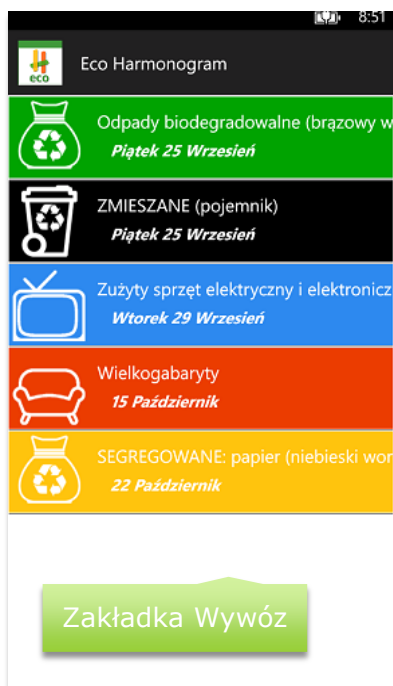 8:51
eco
Eco Harmonogram
Odpady biodegradowalne (brązowy w
Piątek 25 Wrzesień
ZMIESZANE (pojemnik)
Piątek 25 Wrzesień
Zużyty sprzęt elektryczny i elektronicz
Wtorek 29 Wrzesień
Wielkogabaryty
15 Październik
SEGREGOWANE: papier (niebieski wor
22 Październik
Zakładka Wywóz